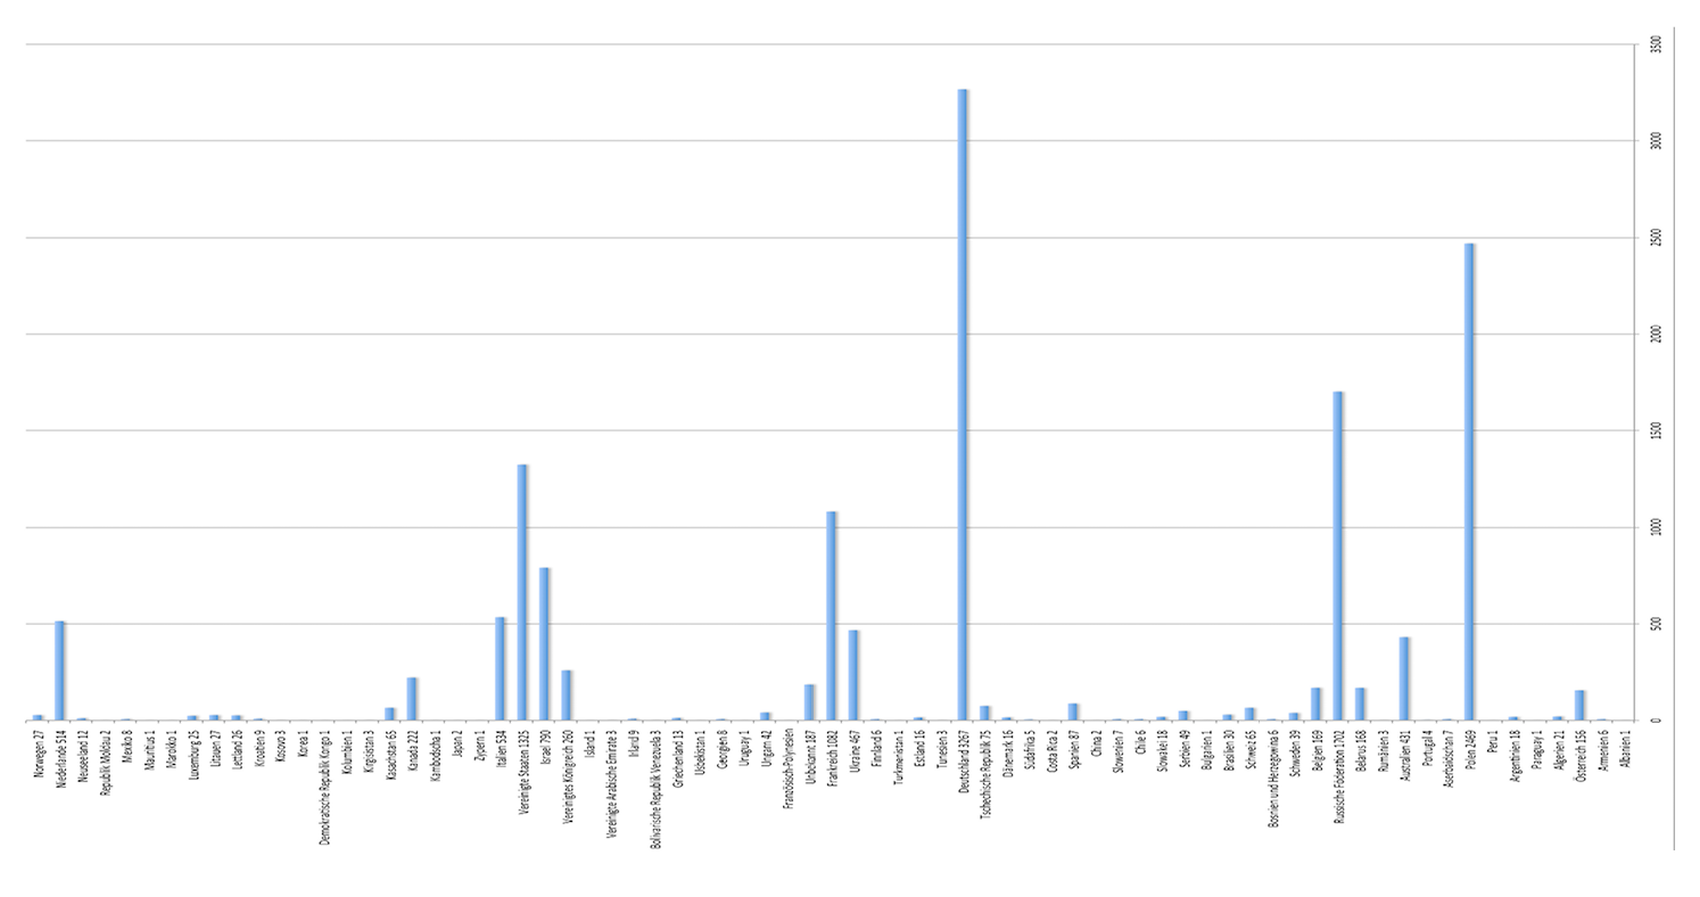 3500
3000
2500
2000
1500
1000
500
0
Norwegen 27
Niederlande 514
Neuseeland 12
Republik Moldau 2
Mexiko 8
Mauritius 1
Marokko 1
Luxemburg 25
Litauen 27
Lettland 26
Kroatien 9
Kosovo 3
Korea 1
Demokratische Republik Kongo 1
Kolumbien 1
Kirgisistan 3
Kasachstan 65
Kanada 222
Kambodscha 1
Japan 2
Zypern 1
Italien 534
Vereinigte Staaten 1325
Israel 790
Vereinigtes Königreich 260
Island 1
Vereinigte Arabische Emirate 3
Irland 9
Bolivarische Republik Venezuela 3
Griechenland 13
Usbekistan 1
Georgien 8
Uruguay 1
Ungarn 42
Französisch-Polynesien
Unbekannt 187
Frankreich 1082
Ukraine 467
Finnland 6
Turkmenistan 1
Estland 16
Tunesien 3
Deutschland 3267
Tschechische Republik 75
Dänemark 16
Südafrika 5
Costa Rica 2
Spanien 87
China 2
Slowenien 7
Chile 6
Slowakei 18
Serbien 49
Bulgarien 1
Brasilien 30
Schweiz 65
Bosnien und Herzegowina 6
Schweden 39
Belgien 169
Russische Föderation 1702
Belarus 168
Rumänien 3
Australien 431
Portugal 4
Aserbaidschan 7
Polen 2469
Peru 1
Argentinien 18
Paraguay 1
Algerien 21
Österreich 156
Armenien 6
Albanien 1